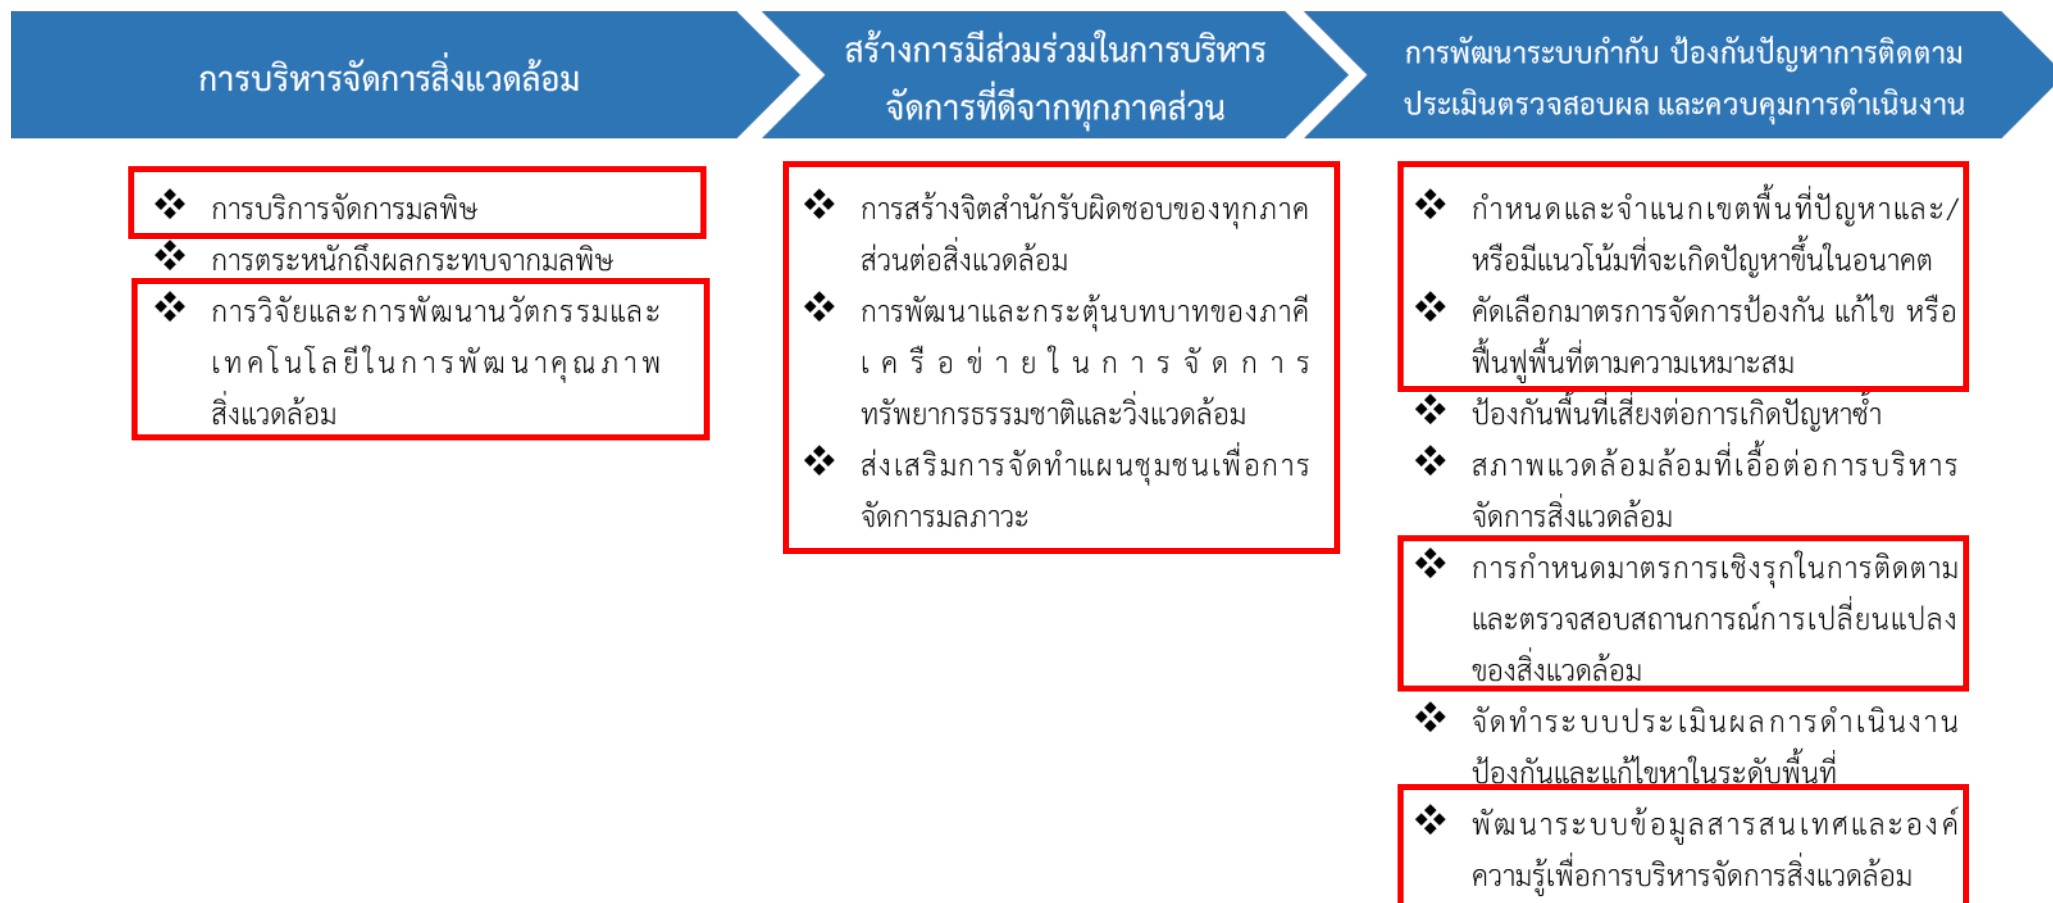 การบริหารจัดการสิ่งแวดล้อม
สร้างการมีส่วมร่วมในการบริหาร
จัดการที่ดีจากทุกภาคส่วน
การพัฒนาระบบกำกับ ป้องกันปัญหาการติดตาม
ประเมินตรวจสอบผล และควบคุมการดำเนินงาน
❖ การบริการจัดการมลพิษ
❖ การตระหนักถึงผลกระทบจากมลพิษ
❖ การวิจัยและการพัฒนานวัตกรรมและ
เทคโนโลยีในการพัฒนาคุณภาพ
สิ่งแวดล้อม
❖ การสร้างจิตสำนักรับผิดชอบของทุกภาค
ส่วนต่อสิ่งแวดล้อม
❖ การพัฒนาและกระตุ้นบทบาทของภาคี
เครือข่ายในการจัดการ
ทรัพยากรธรรมชาติและวิ่งแวดล้อม
❖ ส่งเสริมการจัดทำแผนชุมชนเพื่อการ
จัดการมลภาวะ
❖ กำหนดและจำแนกเขตพื้นที่ปัญหาและ/
หรือมีแนวโน้มที่จะเกิดปัญหาขึ้นในอนาคต
❖ คัดเลือกมาตรการจัดการป้องกัน แก้ไข หรือ
ฟื้นฟูพื้นที่ตามความเหมาะสม
❖ ป้องกันพื้นที่เสี่ยงต่อการเกิดปัญหาซ้ำ
❖ สภาพแวดล้อมล้อมที่เอื้อต่อการบริหาร
จัดการสิ่งแวดล้อม
❖ การกำหนดมาตรการเชิงรุกในการติดตาม
และตรวจสอบสถานการณ์การเปลี่ยนแปลง
ของสิ่งแวดล้อม
❖ จัดทำระบบประเมินผลการดำเนินงาน
ป้องกันและแก้ไขหาในระดับพื้นที่
❖ พัฒนาระบบข้อมูลสารสนเทศและองค์
ความรู้เพื่อการบริหารจัดการสิ่งแวดล้อม